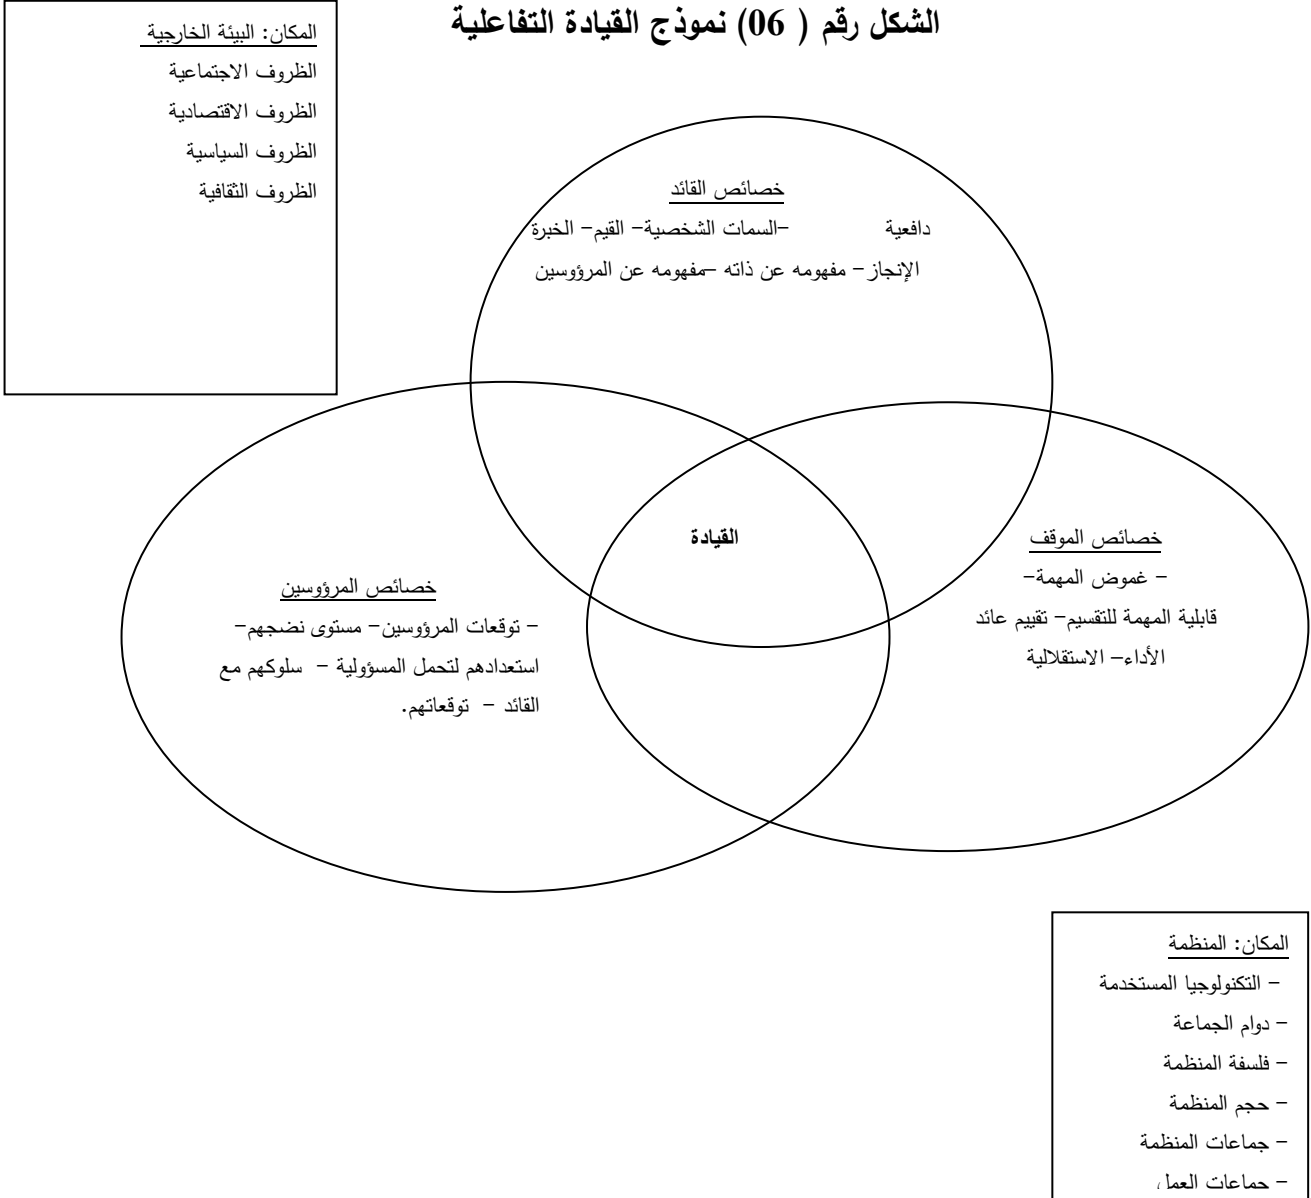 الشكل رقم ( 06) نموذج القيادة التفاعلية
المكان: البيئة الخارجية
الظروف الاجتماعية
الظروف الاقتصادية
الظروف السياسية
الظروف الثقافية
خصائص القائد
-السمات الشخصية- القيم- الخبرة دافعية
الإنجاز- مفهومه عن ذاته -مفهومه عن المرؤوسين
القيادة
خصائص الموقف
- غموض المهمة-
قابلية المهمة للتقسيم- تقييم عائد
الأداء- الاستقلالية
خصائص المرؤوسين
- توقعات المرؤوسين- مستوى نضجهم-
استعدادهم لتحمل المسؤولية - سلوكهم مع
القائد - توقعاتهم.
المكان: المنظمة
- التكنولوجيا المستخدمة
- دوام الجماعة
- فلسفة المنظمة
- حجم المنظمة
- جماعات المنظمة
- جماعات العمل